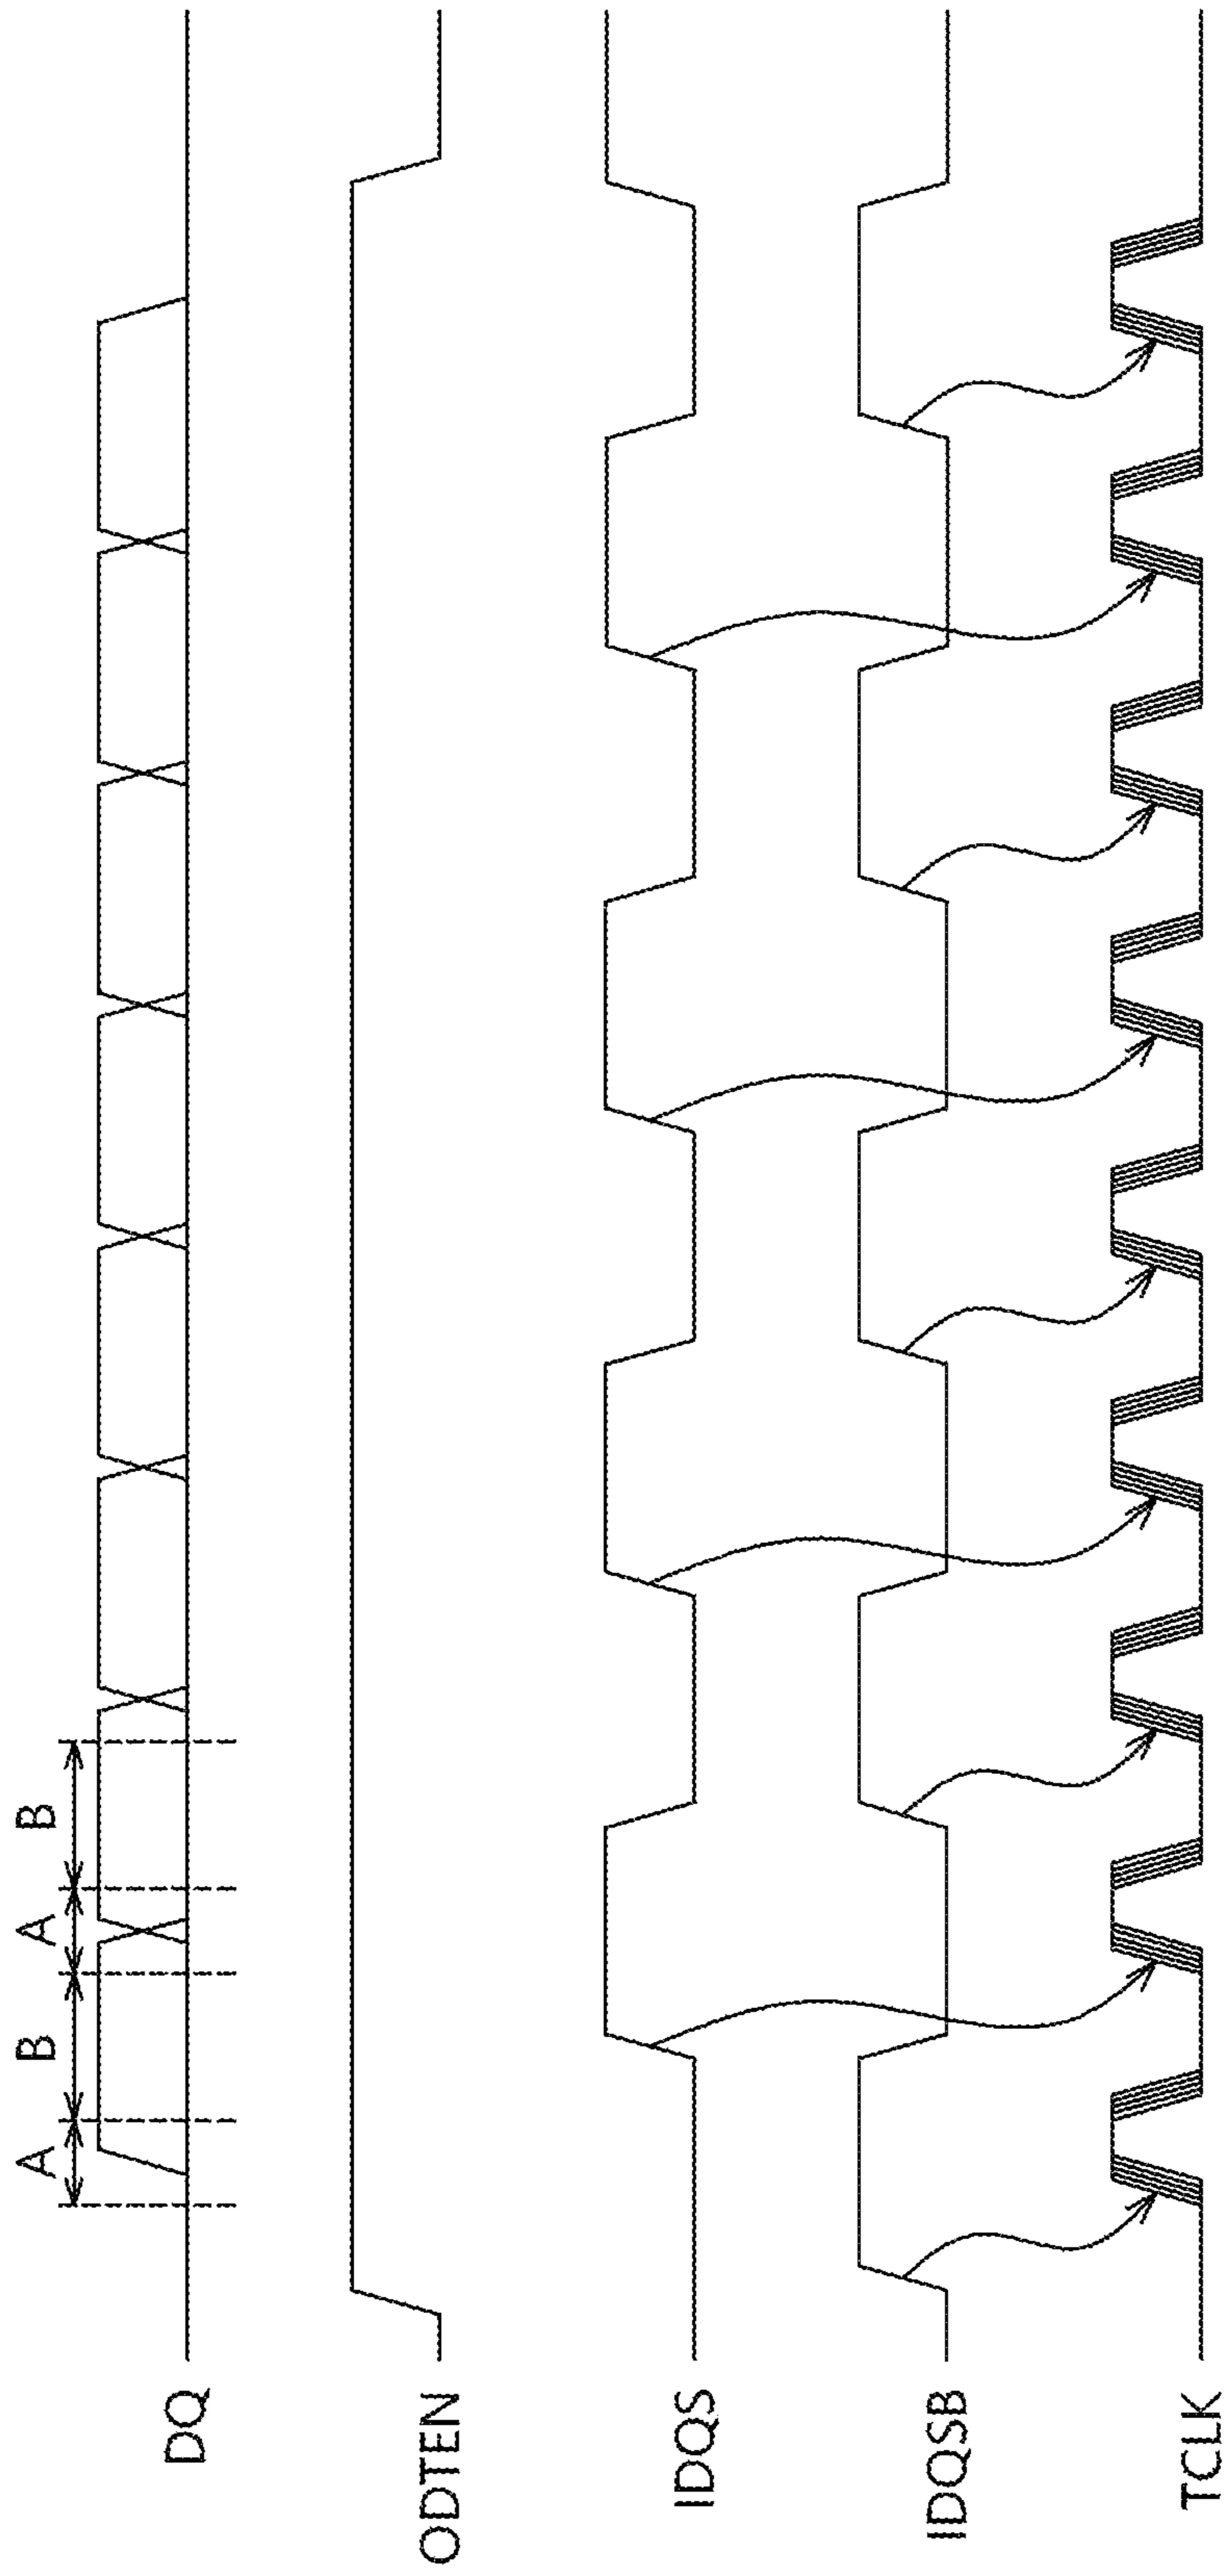 A B A B
DQ
ODTEN
IDQS
IDQSB
TCLK